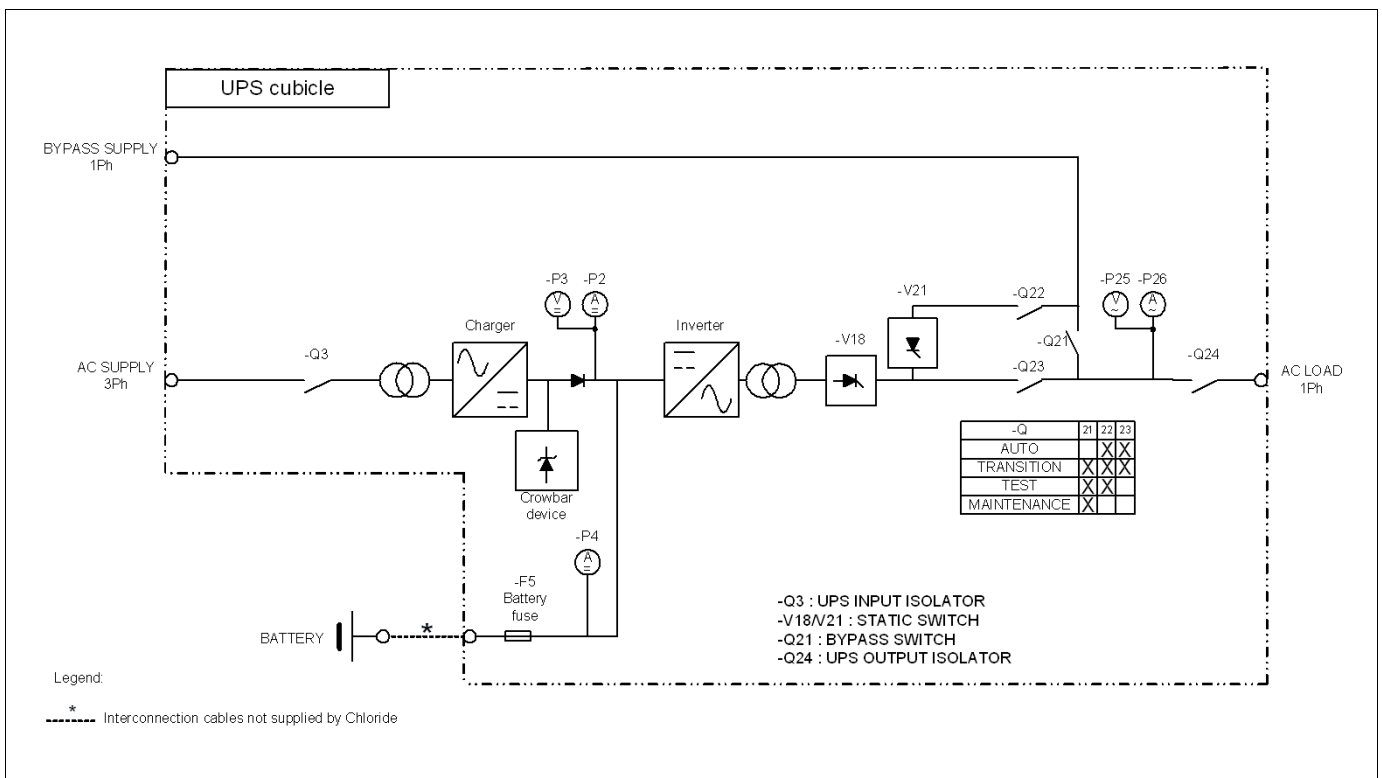 UPS cubicle
BYPASS SUPPLY
1Ph
-P3
-P2
V
A
-V21
-Q22
-P25
-P26
V
~
A
~
Charger
Inverter
-V18
-Q21
AC SUPPLY
3Ph
-Q3
-Q23
-Q24
AC LOAD
1Ph
-Q 21 22 23
AUTO X X
TRANSITION X X X
TEST X X
MAINTENANCE X
Crowbar
device
-P4
A
-F5
Battery
fuse
BATTERY
*
-Q3 : UPS INPUT ISOLATOR
-V18/V21 : STATIC SWITCH
-Q21 : BYPASS SWITCH
-Q24 : UPS OUTPUT ISOLATOR
Legend:
* Interconnection cables not supplied by Chloride